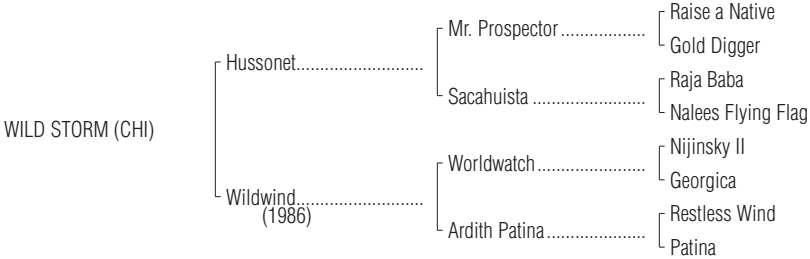 Raise a Native
Mr. Prospector...................
Gold Digger
Hussonet...........................
Raja Baba
Sacahuista.........................
Nalees Flying Flag
WILD STORM (CHI)
Nijinsky II
Worldwatch........................
Georgica
Wildwind...........................
(1986)
Restless Wind
Ardith Patina.....................
Patina